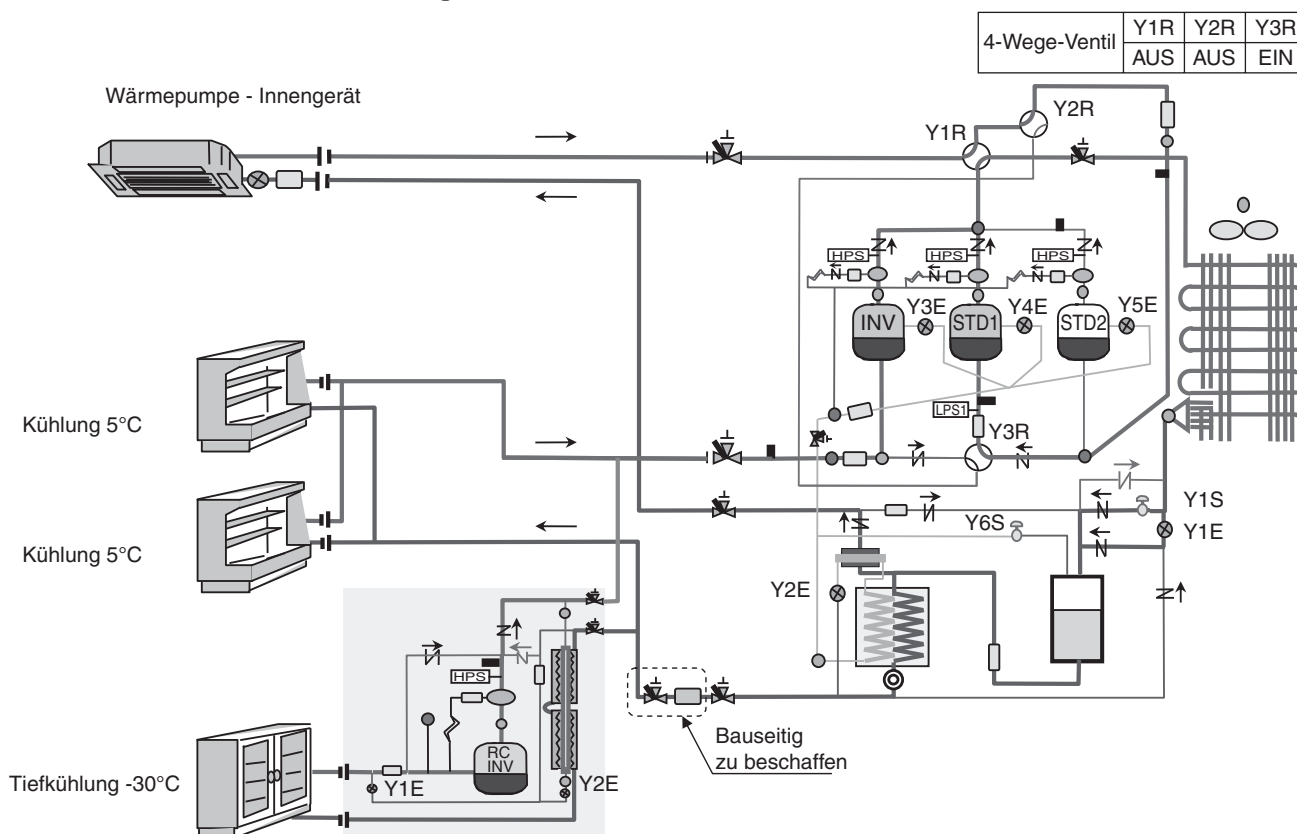 4-Wege-Ventil Y1R Y2R Y3R
AUS AUS EIN
Wärmepumpe - Innengerät
Y2R
Y1R
HPS HPS HPS
Y3E Y4E Y5E
INV STD1 STD2
LPS1
Y3R
Kühlung 5°C
Y1S
Y6S
Y1E
Kühlung 5°C
Y2E
HPS
Bauseitig
zu beschaffen
RC
INV
Tiefkühlung -30°C
Y1E
Y2E